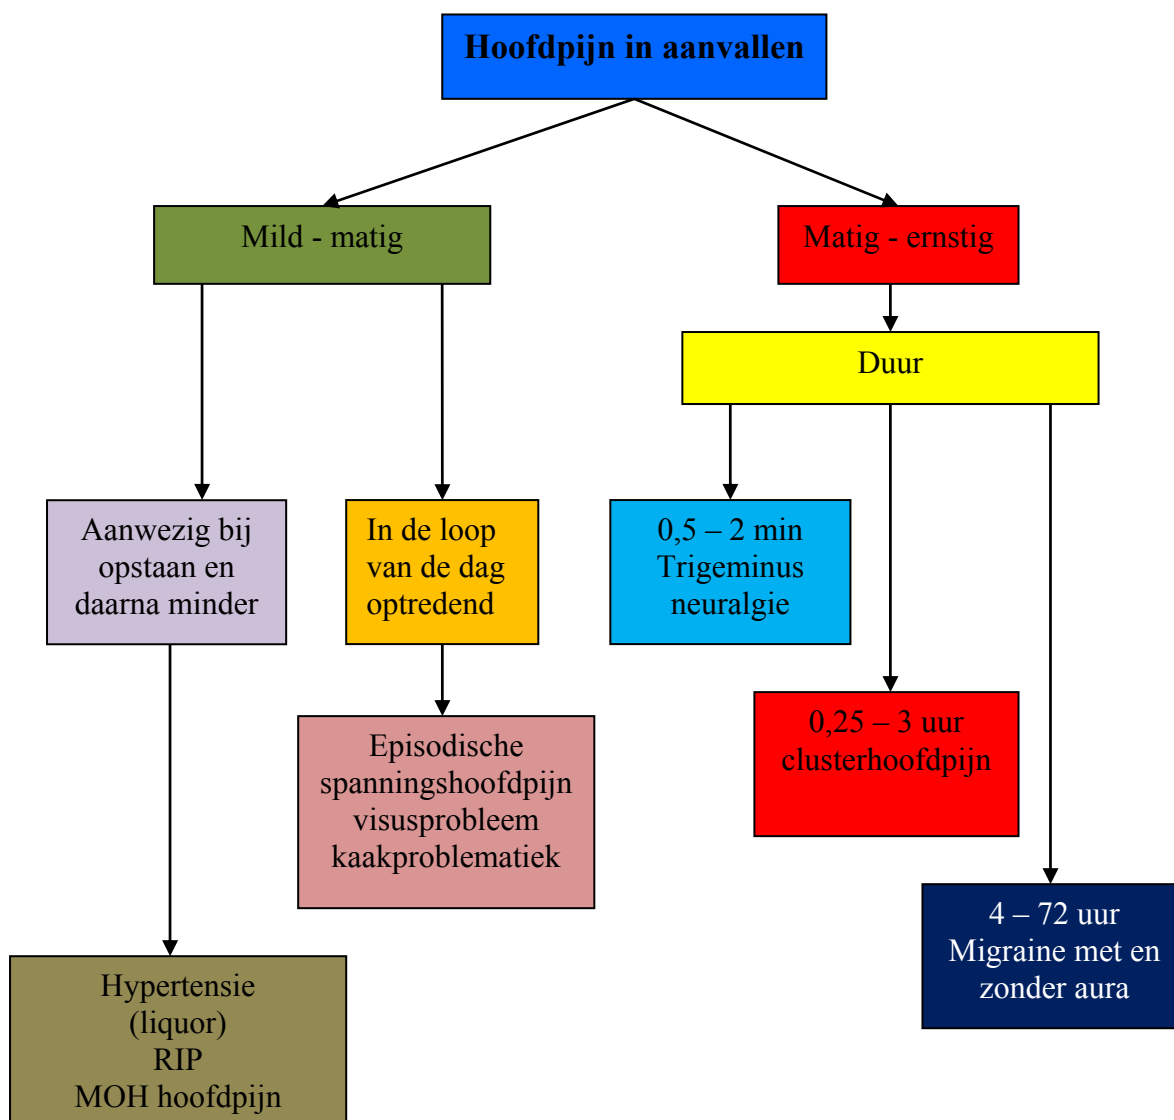 Hoofdpijn in aanvallen
Mild - matig
Matig - ernstig
Duur
Aanwezig bij
opstaan en
daarna minder
In de loop
van de dag
optredend
0,5 – 2 min
Trigeminus
neuralgie
Episodische
spanningshoofdpijn
visusprobleem
kaakproblematiek
0,25 – 3 uur
clusterhoofdpijn
4 – 72 uur
Migraine met en
zonder aura
Hypertensie
(liquor)
RIP
MOH hoofdpijn